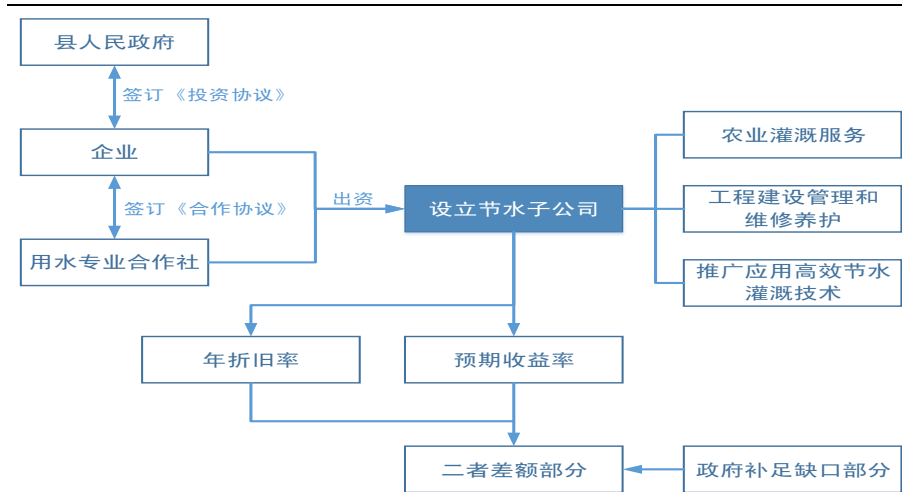 县人民政府
签订《投资协议》
企业
签订《合作协议》
用水专业合作社
出资
设立节水子公司
农业灌溉服务
工程建设管理和
维修养护
推广应用高效节水
灌溉技术
年折旧率
预期收益率
二者差额部分
政府补足缺口部分